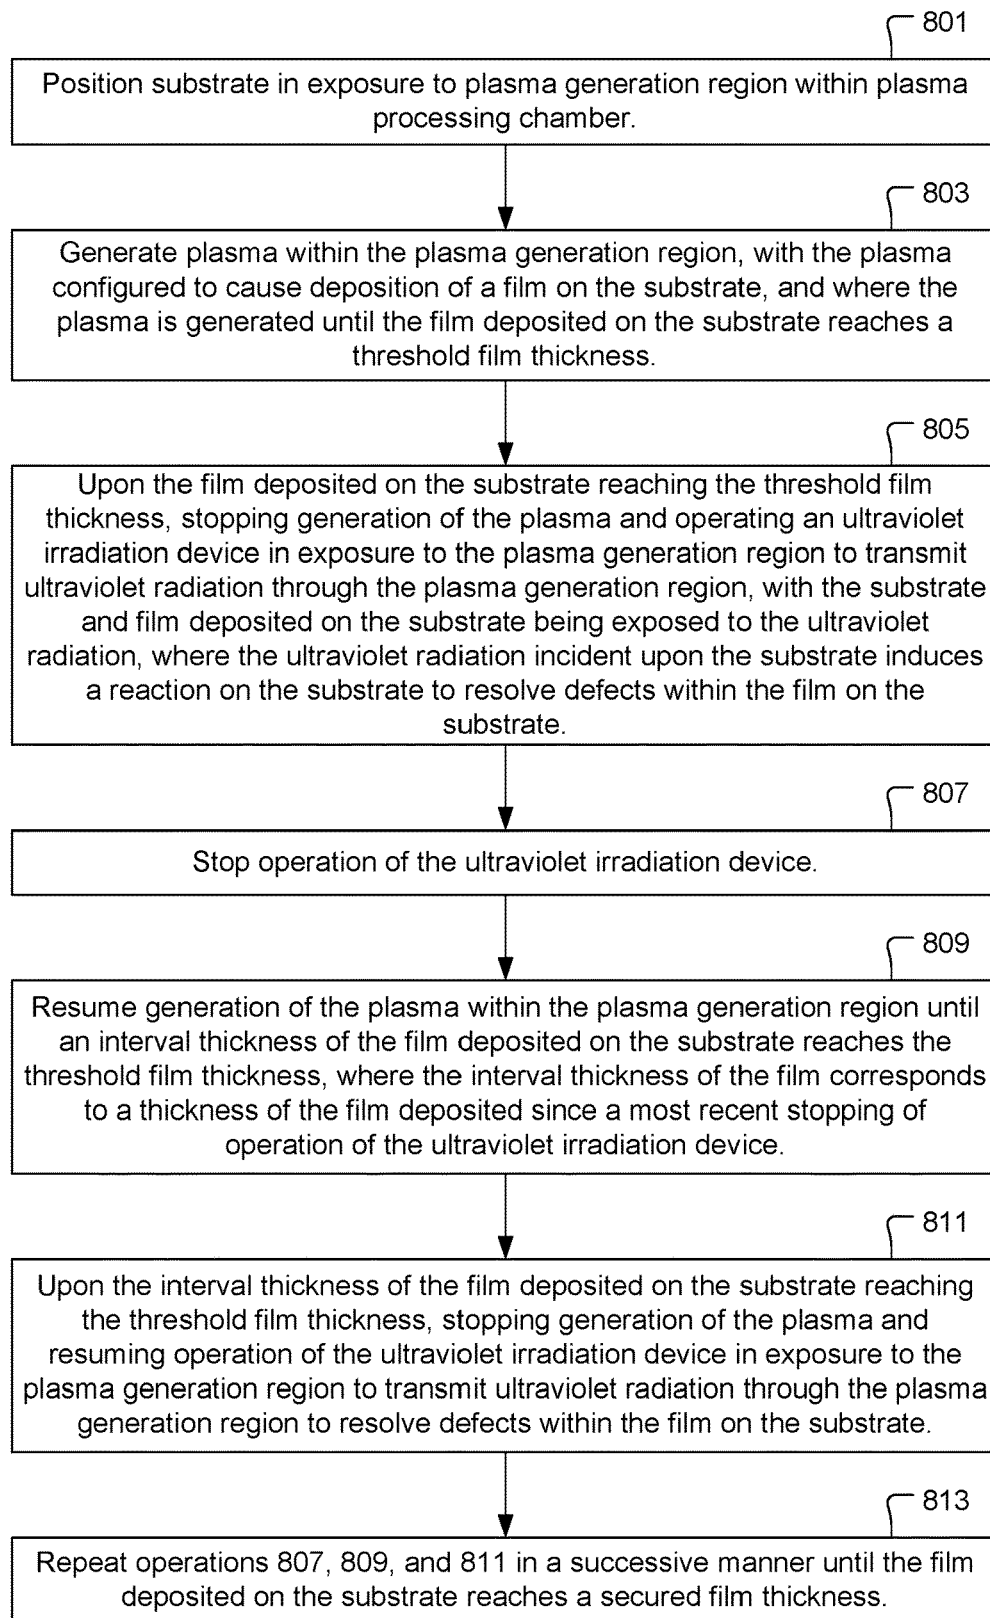 801
Position substrate in exposure to plasma generation region within plasma
processing chamber.
803
Generate plasma within the plasma generation region, with the plasma
configured to cause deposition of a film on the substrate, and where the
plasma is generated until the film deposited on the substrate reaches a
threshold film thickness.
805
Upon the film deposited on the substrate reaching the threshold film
thickness, stopping generation of the plasma and operating an ultraviolet
irradiation device in exposure to the plasma generation region to transmit
ultraviolet radiation through the plasma generation region, with the substrate
and film deposited on the substrate being exposed to the ultraviolet
radiation, where the ultraviolet radiation incident upon the substrate induces
a reaction on the substrate to resolve defects within the film on the
substrate.
807
Stop operation of the ultraviolet irradiation device.
809
Resume generation of the plasma within the plasma generation region until
an interval thickness of the film deposited on the substrate reaches the
threshold film thickness, where the interval thickness of the film corresponds
to a thickness of the film deposited since a most recent stopping of
operation of the ultraviolet irradiation device.
811
Upon the interval thickness of the film deposited on the substrate reaching
the threshold film thickness, stopping generation of the plasma and
resuming operation of the ultraviolet irradiation device in exposure to the
plasma generation region to transmit ultraviolet radiation through the plasma
generation region to resolve defects within the film on the substrate.
813
Repeat operations 807, 809, and 811 in a successive manner until the film
deposited on the substrate reaches a secured film thickness.